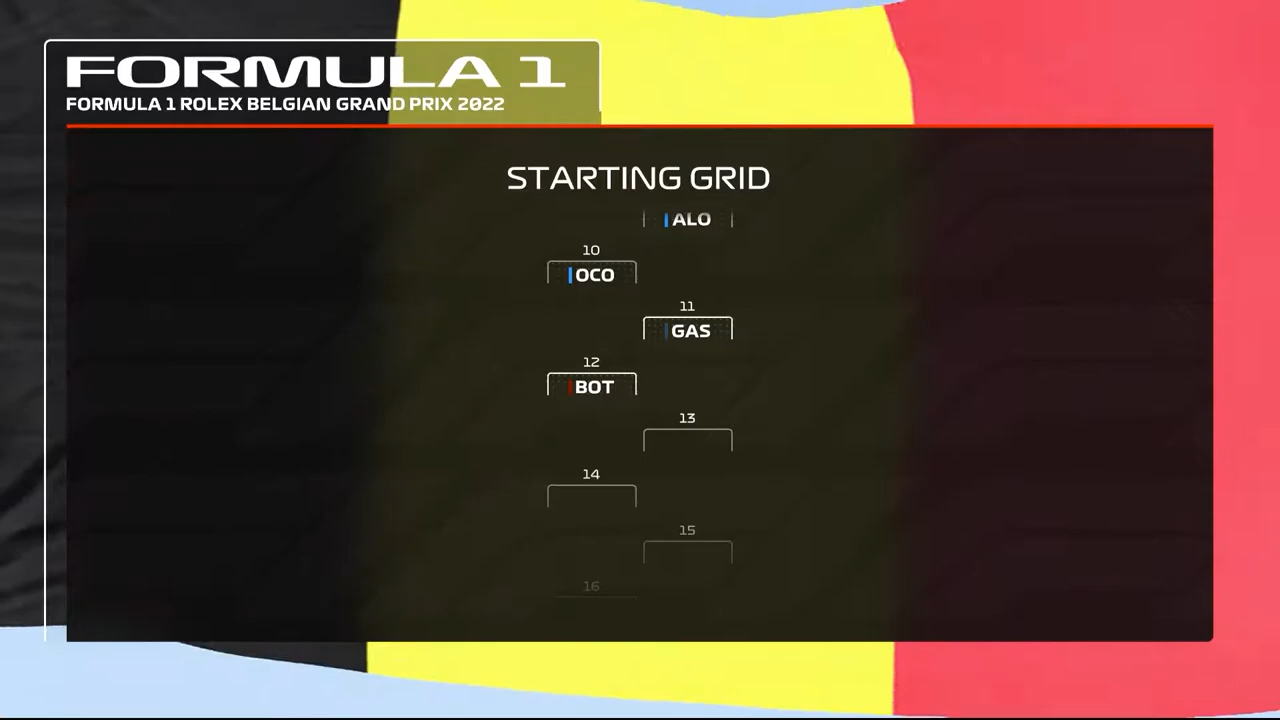 FORMULA 1
FORMULA 1 ROLEX BELGIAN GRAND PRIX 2022
STARTING GRID
ALO
10
OCO
11
GAS
12
BOT
13
14
15
16